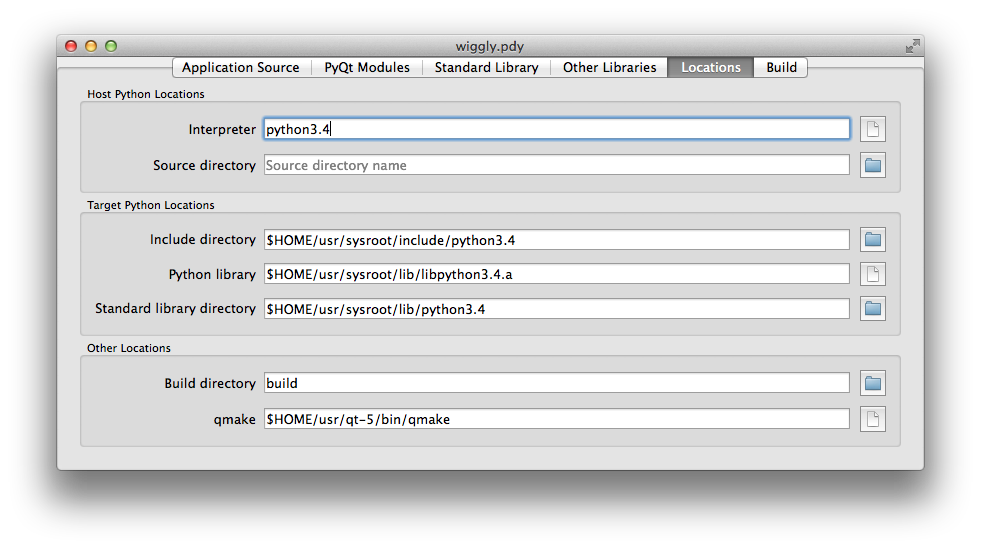 wiggly.pdy
Application Source PyQt Modules Standard Library Other Libraries Locations Build
Host Python Locations
Interpreter python3.4
Source directory Source directory name
Target Python Locations
Include directory $HOME/usr/sysroot/include/python3.4
Python library $HOME/usr/sysroot/lib/libpython3.4.a
Standard library directory $HOME/usr/sysroot/lib/python3.4
Other Locations
Build directory build
qmake $HOME/usr/qt-5/bin/qmake